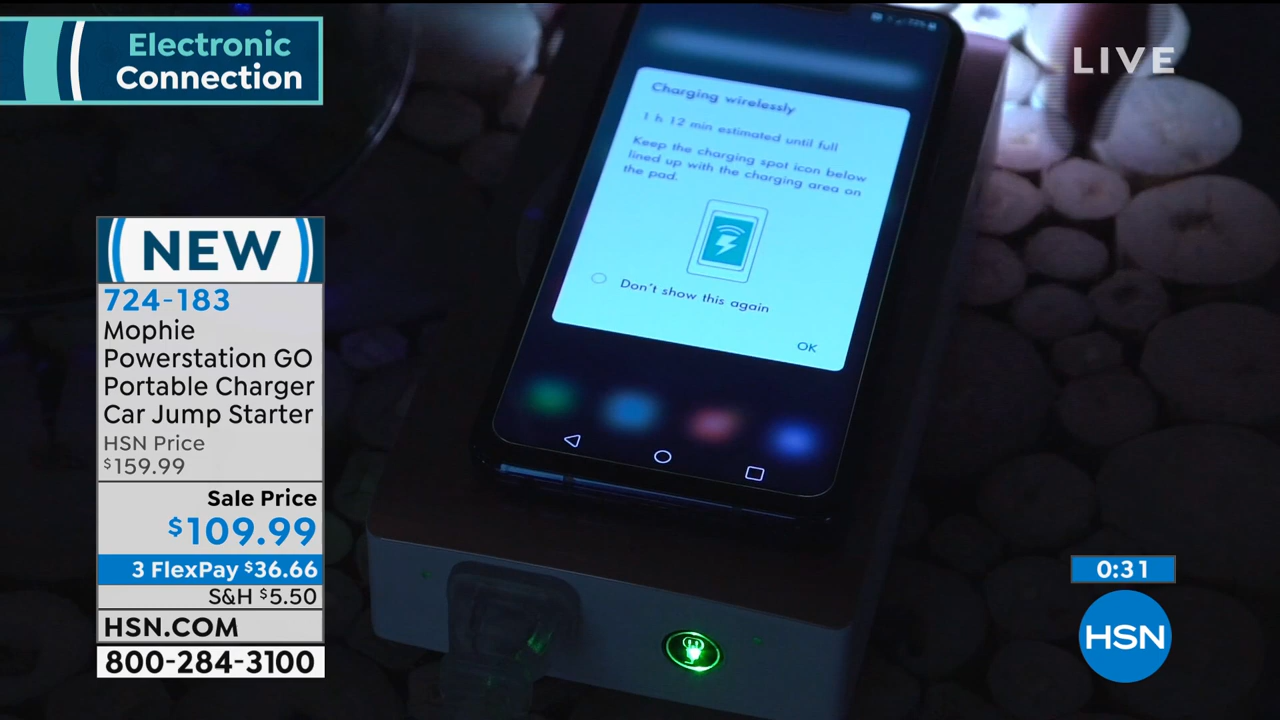 Electronic
Connection
LIVE
Charging wirelessly
1 h 12 min estimated until full
Keep the charging spot icon below
lined up with the charging area on
the pad.
Don't show this again
OK
NEW
724-183
Mophie
Powerstation GO
Portable Charger
Car Jump Starter
HSN Price
$159.99
Sale Price
$109.99
3 FlexPay $36.66
S&H $5.50
HSN.COM
800-284-3100
0:31
HSN